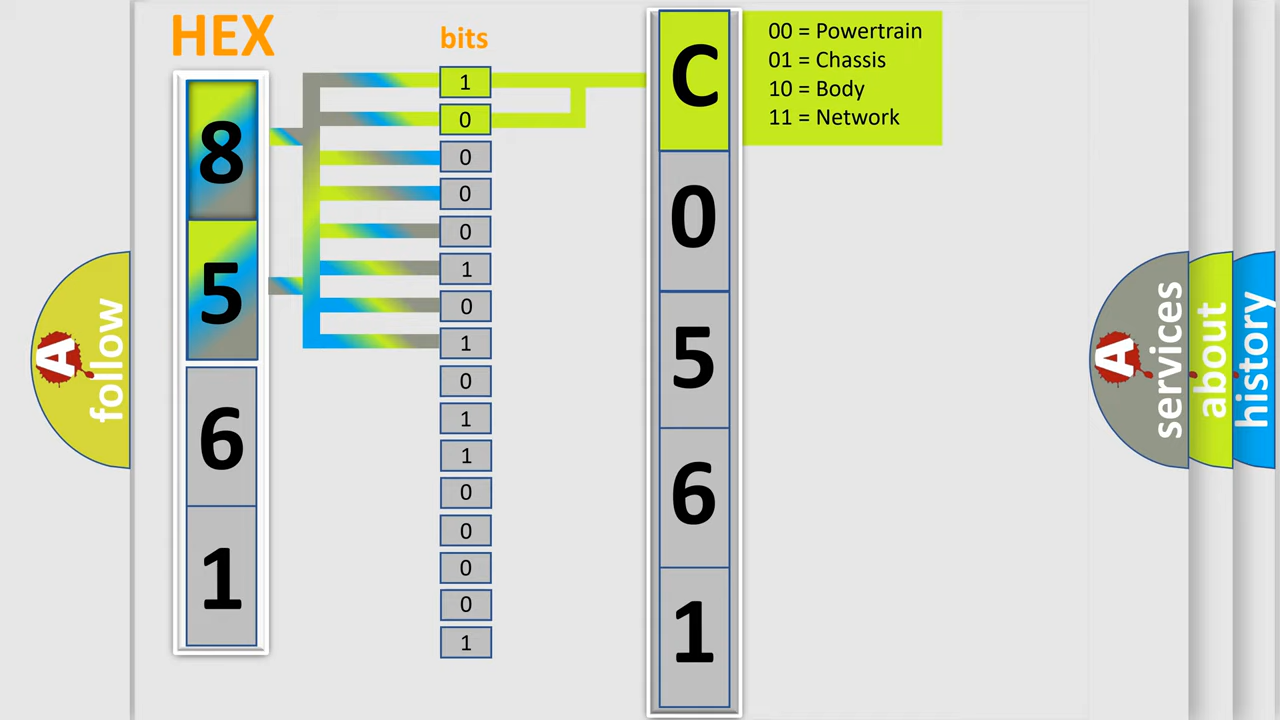 HEX
bits
8
5
6
1
1
0
0
0
0
1
0
1
0
1
1
0
0
0
0
1
C
0
5
6
1
00 = Powertrain
01 = Chassis
10 = Body
11 = Network
A
follow
A
services
about
history